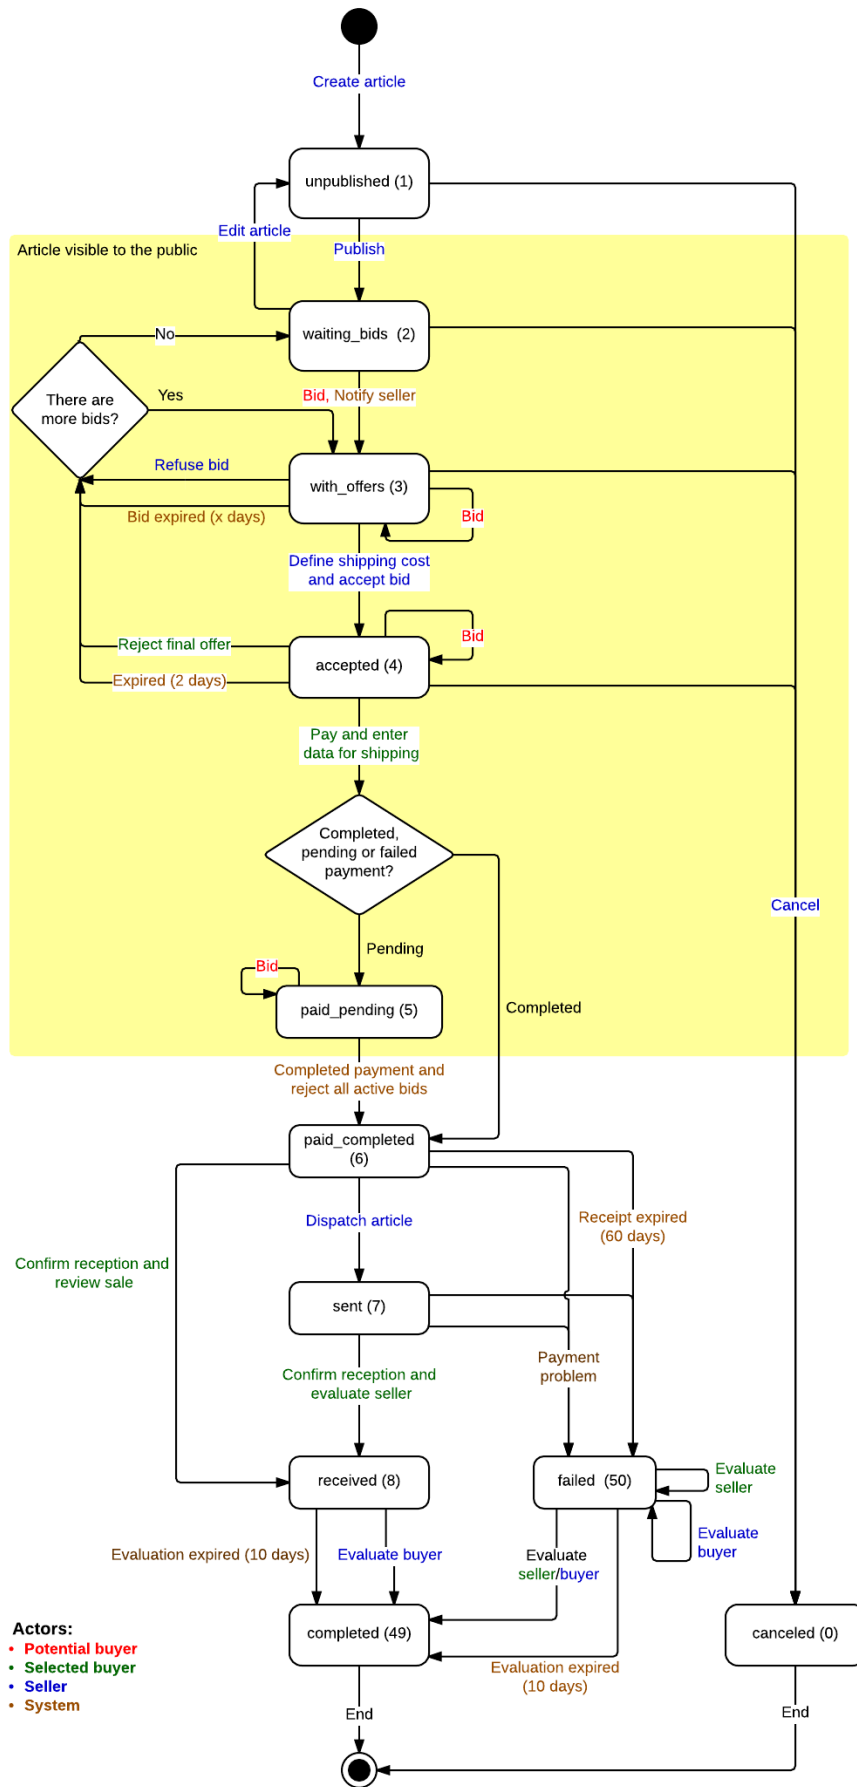 Create article
unpublished (1)
Edit article
Publish
Article visible to the public
No
waiting_bids (2)
There are
more bids?
Yes
Bid, Notify seller
Refuse bid
with_offers (3)
Bid expired (x days)
Bid
Define shipping cost
and accept bid
Reject final offer
Bid
accepted (4)
Expired (2 days)
Pay and enter
data for shipping
Completed,
pending or failed
payment?
Cancel
Pending
Bid
paid_pending (5)
Completed
Completed payment and
reject all active bids
paid_completed
(6)
Dispatch article
Receipt expired
(60 days)
Confirm reception and
review sale
sent (7)
Payment
problem
Confirm reception and
evaluate seller
received (8)
failed (50)
Evaluate
seller
Evaluate
buyer
Evaluation expired (10 days)
Evaluate buyer
Evaluate
seller/buyer
completed (49)
canceled (0)
Evaluation expired
(10 days)
Actors:
• Potential buyer
• Selected buyer
• Seller
• System
End
End